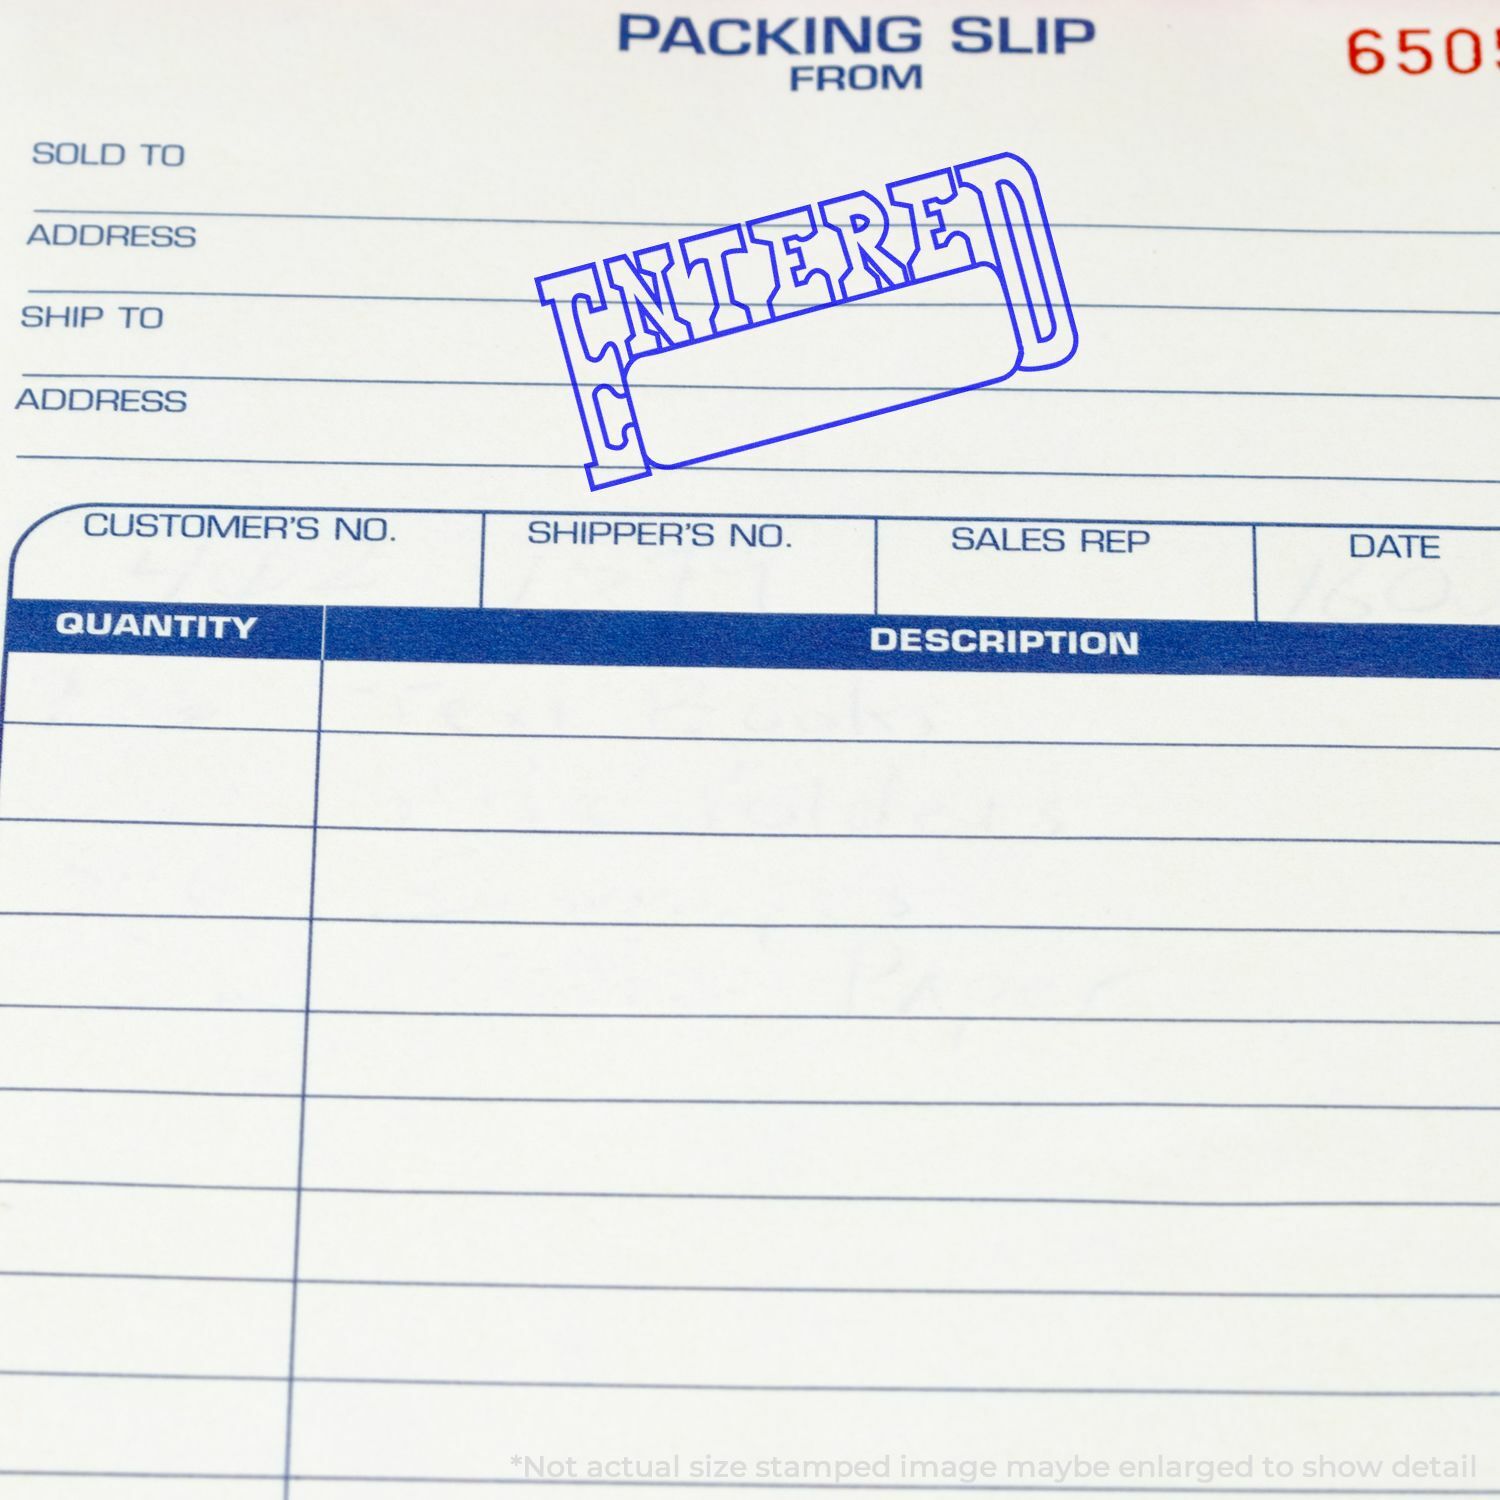 PACKING SLIP
FROM
650
SOLD TO
ADDRESS
SHIP TO
ADDRESS
ENTERED
CUSTOMER'S NO. SHIPPER'S NO. SALES REP DATE
QUANTITY DESCRIPTION
*Not actual size stamped image maybe enlarged to show detail